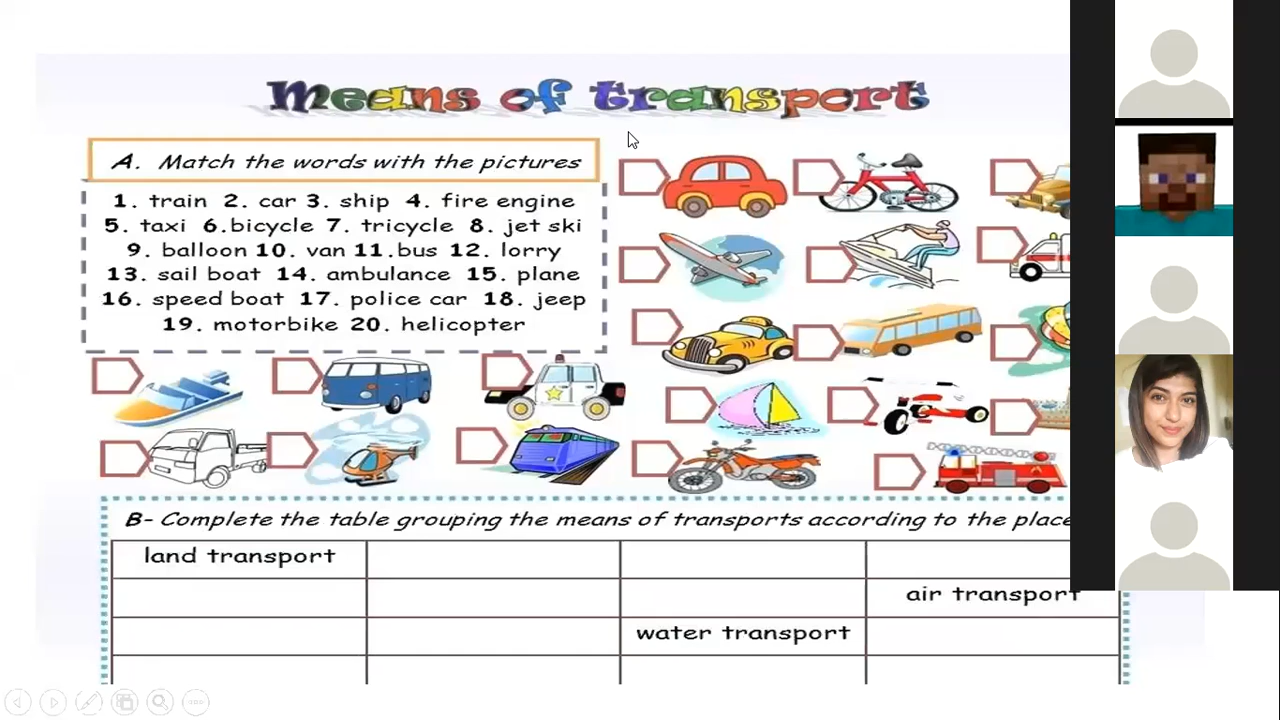 Means of transport
A. Match the words with the pictures
1. train 2. car 3. ship 4. fire engine
5. taxi 6.bicycle 7. tricycle 8. jet ski
9. balloon 10. van 11.bus 12. lorry
13. sail boat 14. ambulance 15. plane
16. speed boat 17. police car 18. jeep
19. motorbike 20. helicopter
B- Complete the table grouping the means of transports according to the place
land transport
air transport
water transport